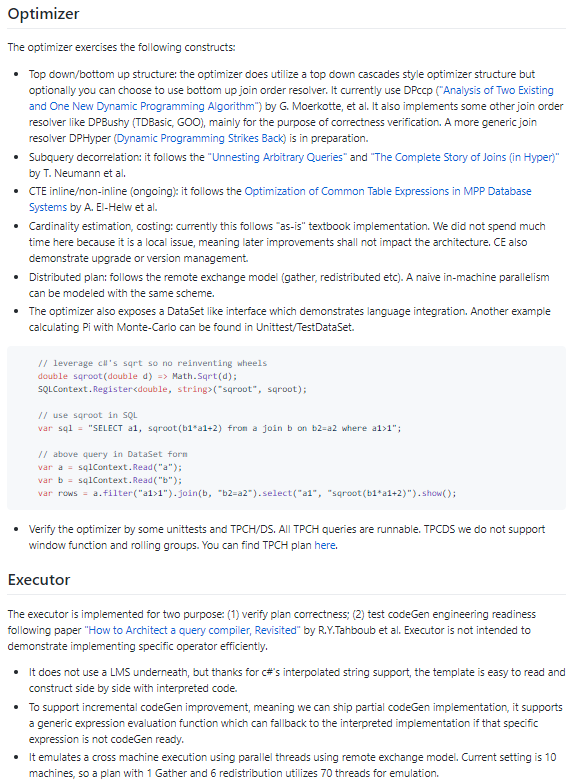 Optimizer
The optimizer exercises the following constructs:
• Top down/bottom up structure: the optimizer does utilize a top down cascades style optimizer structure but
optionally you can choose to use bottom up join order resolver. It currently use DPccp ("Analysis of Two Existing
and One New Dynamic Programming Algorithm") by G. Moerkotte, et al. It also implements some other join order
resolver like DPBushy (TDBasic, GOO), mainly for the purpose of correctness verification. A more generic join
resolver DPHyper (Dynamic Programming Strikes Back) is in preparation.
• Subquery decorrelation: it follows the "Unnesting Arbitrary Queries" and "The Complete Story of Joins (in Hyper)"
by T. Neumann et al.
• CTE inline/non-inline (ongoing): it follows the Optimization of Common Table Expressions in MPP Database
Systems by A. El-Helw et al.
• Cardinality estimation, costing: currently this follows "as-is" textbook implementation. We did not spend much
time here because it is a local issue, meaning later improvements shall not impact the architecture. CE also
demonstrate upgrade or version management.
• Distributed plan: follows the remote exchange model (gather, redistributed etc). A naive in-machine parallelism
can be modeled with the same scheme.
• The optimizer also exposes a DataSet like interface which demonstrates language integration. Another example
calculating Pi with Monte-Carlo can be found in Unittest/TestDataSet.
// leverage c#'s sqrt so no reinventing wheels
double sqroot(double d) => Math.Sqrt(d);
SQLContext.Register<double, string>("sqroot", sqroot);
// use sqroot in SQL
var sql = "SELECT a1, sqroot(b1*a1+2) from a join b on b2=a2 where a1>1";
// above query in DataSet form
var a = sqlContext.Read("a");
var b = sqlContext.Read("b");
var rows = a.filter("a1>1").join(b, "b2=a2").select("a1", "sqroot(b1*a1+2)").show();
• Verify the optimizer by some unittests and TPCH/DS. All TPCH queries are runnable. TPCDS we do not support
window function and rolling groups. You can find TPCH plan here.
Executor
The executor is implemented for two purpose: (1) verify plan correctness; (2) test codeGen engineering readiness
following paper "How to Architect a query compiler, Revisited" by R.Y.Tahboub et al. Executor is not intended to
demonstrate implementing specific operator efficiently.
• It does not use a LMS underneath, but thanks for c#'s interpolated string support, the template is easy to read and
construct side by side with interpreted code.
• To support incremental codeGen improvement, meaning we can ship partial codeGen implementation, it supports
a generic expression evaluation function which can fallback to the interpreted implementation if that specific
expression is not codeGen ready.
• It emulates a cross machine execution using parallel threads using remote exchange model. Current setting is 10
machines, so a plan with 1 Gather and 6 redistribution utilizes 70 threads for emulation.